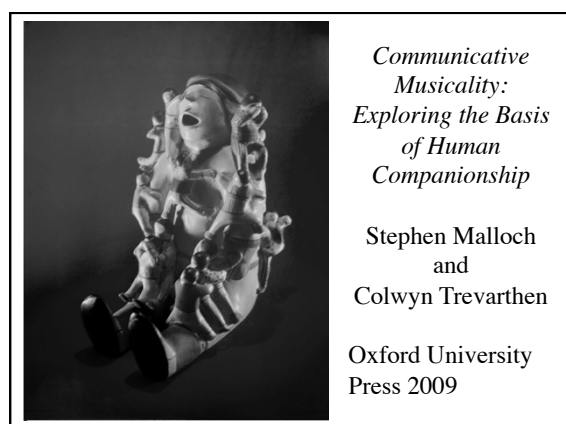 Communicative
Musicality:
Exploring the Basis
of Human
Companionship
Stephen Malloch
and
Colwyn Trevarthen
Oxford University
Press 2009